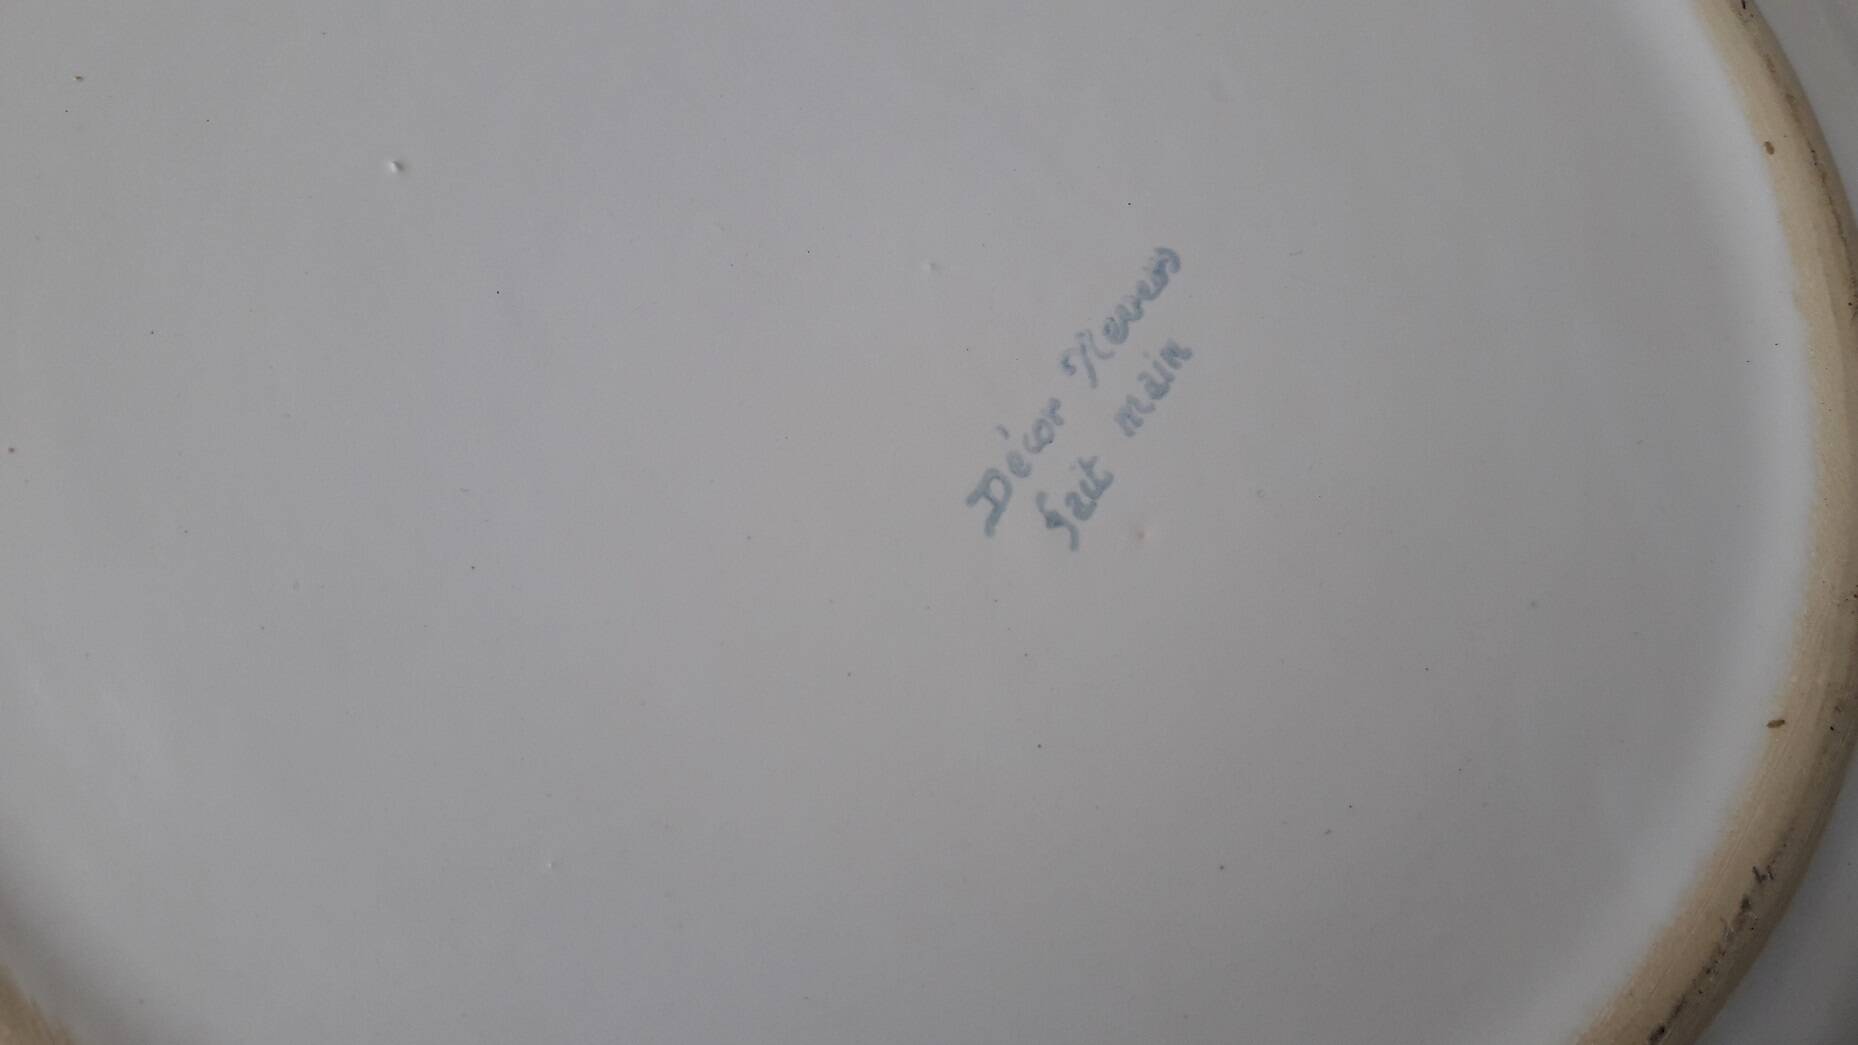 Décor Nevers
fait main